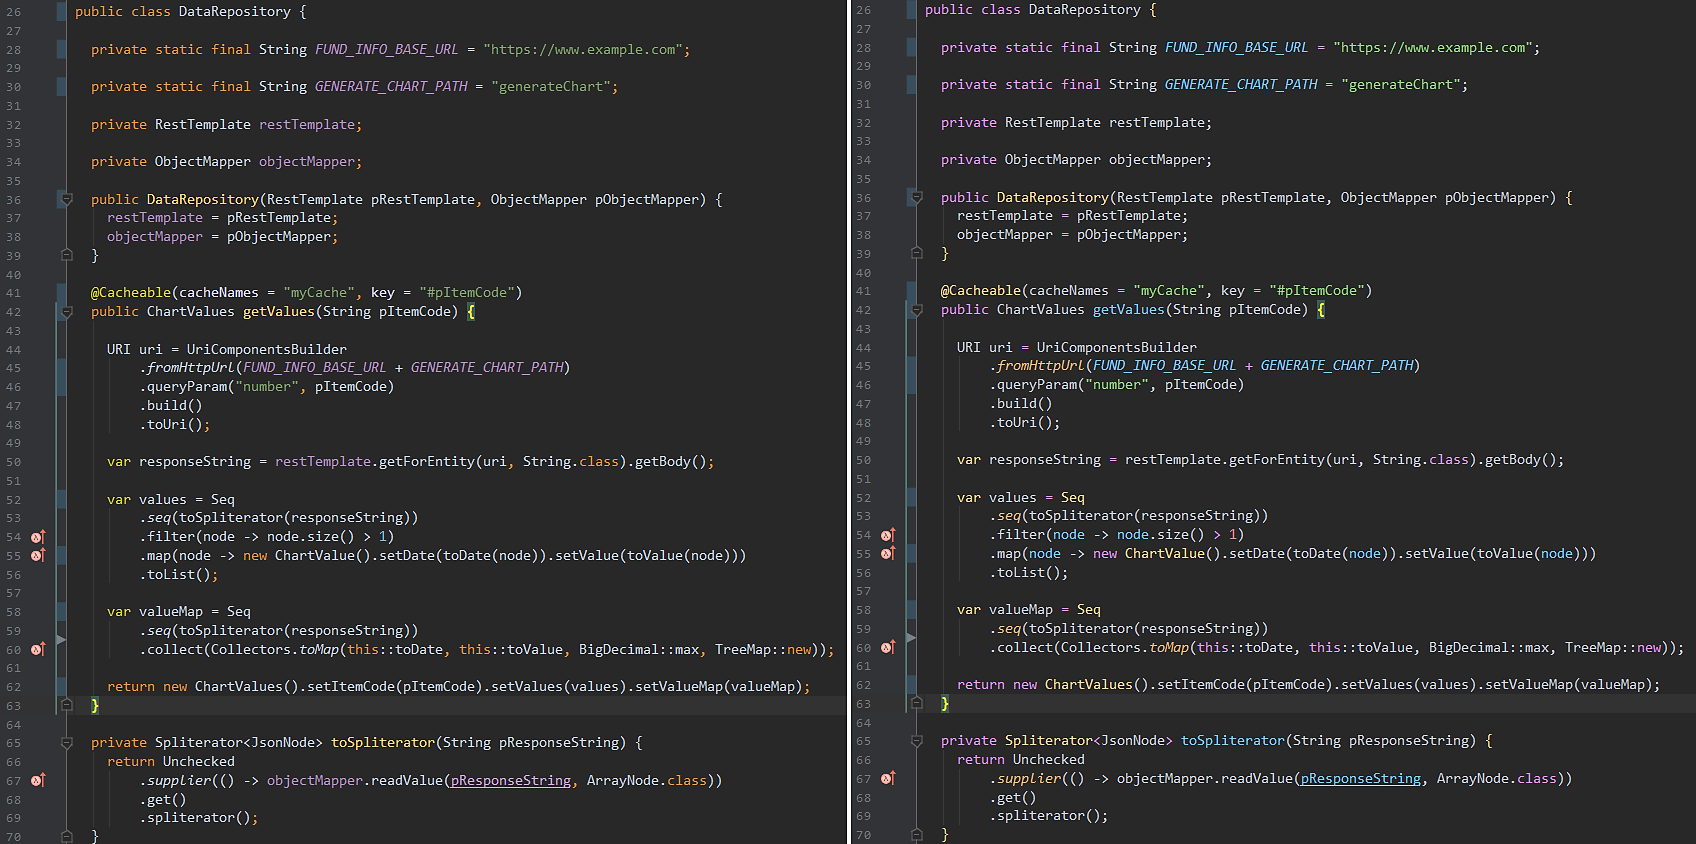 26 public class DataRepository {
27
28 private static final String FUND_INFO_BASE_URL = "https://www.example.com";
29
30 private static final String GENERATE_CHART_PATH = "generateChart";
31
32 private RestTemplate restTemplate;
33
34 private ObjectMapper objectMapper;
35
36 public DataRepository(RestTemplate pRestTemplate, ObjectMapper pObjectMapper) {
37 restTemplate = pRestTemplate;
38 objectMapper = pObjectMapper;
39 }
40
41 @Cacheable(cacheNames = "myCache", key = "#pItemCode")
42 public ChartValues getValues(String pItemCode) {
43
44 URI uri = UriComponentsBuilder
45 .fromHttpUrl(FUND_INFO_BASE_URL + GENERATE_CHART_PATH)
46 .queryParam("number", pItemCode)
47 .build()
48 .toUri();
49
50 var responseString = restTemplate.getForEntity(uri, String.class).getBody();
51
52 var values = Seq
53 .seq(toSpliterator(responseString))
54 .filter(node -> node.size() > 1)
55 .map(node -> new ChartValue().setDate(toDate(node)).setValue(toValue(node)))
56 .toList();
57
58 var valueMap = Seq
59 .seq(toSpliterator(responseString))
60 .collect(Collectors.toMap(this::toDate, this::toValue, BigDecimal::max, TreeMap::new));
61
62 return new ChartValues().setItemCode(pItemCode).setValues(values).setValueMap(valueMap);
63 }
64
65 private Spliterator<JsonNode> toSpliterator(String pResponseString) {
66 return Unchecked
67 .supplier(() -> objectMapper.readValue(pResponseString, ArrayNode.class))
68 .get()
69 .spliterator();
70 }
26 public class DataRepository {
27
28 private static final String FUND_INFO_BASE_URL = "https://www.example.com";
29
30 private static final String GENERATE_CHART_PATH = "generateChart";
31
32 private RestTemplate restTemplate;
33
34 private ObjectMapper objectMapper;
35
36 public DataRepository(RestTemplate pRestTemplate, ObjectMapper pObjectMapper) {
37 restTemplate = pRestTemplate;
38 objectMapper = pObjectMapper;
39 }
40
41 @Cacheable(cacheNames = "myCache", key = "#pItemCode")
42 public ChartValues getValues(String pItemCode) {
43
44 URI uri = UriComponentsBuilder
45 .fromHttpUrl(FUND_INFO_BASE_URL + GENERATE_CHART_PATH)
46 .queryParam("number", pItemCode)
47 .build()
48 .toUri();
49
50 var responseString = restTemplate.getForEntity(uri, String.class).getBody();
51
52 var values = Seq
53 .seq(toSpliterator(responseString))
54 .filter(node -> node.size() > 1)
55 .map(node -> new ChartValue().setDate(toDate(node)).setValue(toValue(node)))
56 .toList();
57
58 var valueMap = Seq
59 .seq(toSpliterator(responseString))
60 .collect(Collectors.toMap(this::toDate, this::toValue, BigDecimal::max, TreeMap::new));
61
62 return new ChartValues().setItemCode(pItemCode).setValues(values).setValueMap(valueMap);
63 }
64
65 private Spliterator<JsonNode> toSpliterator(String pResponseString) {
66 return Unchecked
67 .supplier(() -> objectMapper.readValue(pResponseString, ArrayNode.class))
68 .get()
69 .spliterator();
70 }